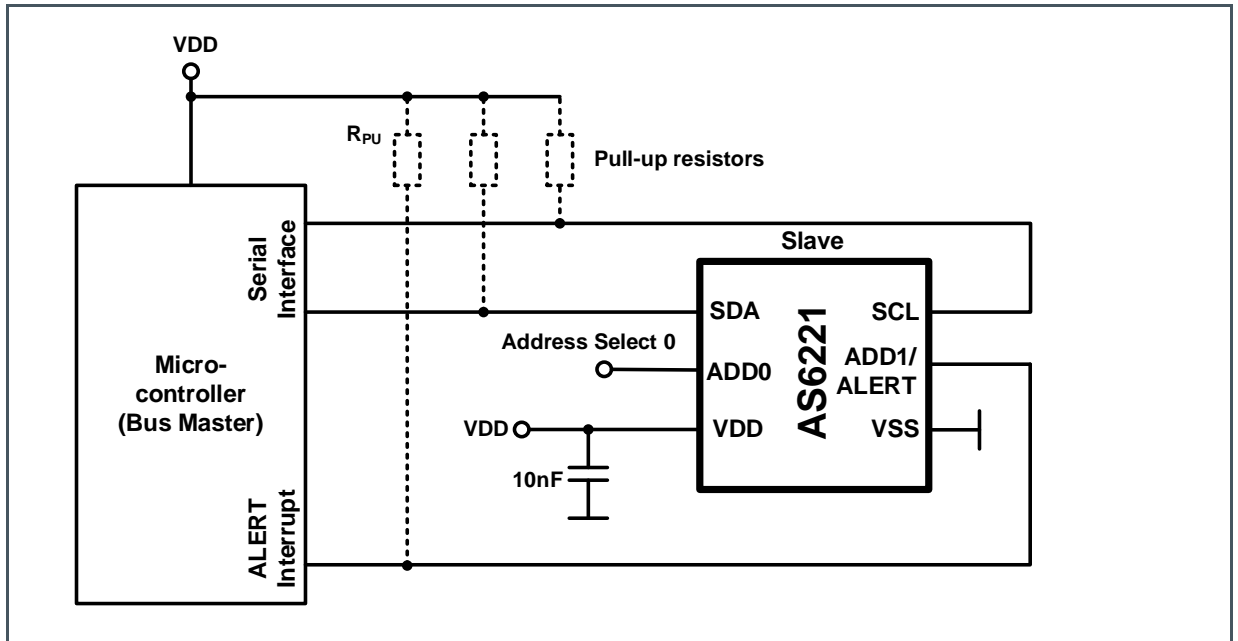 VDD
RPU
Pull-up resistors
Serial
Interface
Slave
SDA
SCL
Address Select 0
ADD0
ADD1/
ALERT
AS6221
Micro-
controller
(Bus Master)
VDD
VDD
VSS
10nF
ALERT
Interrupt